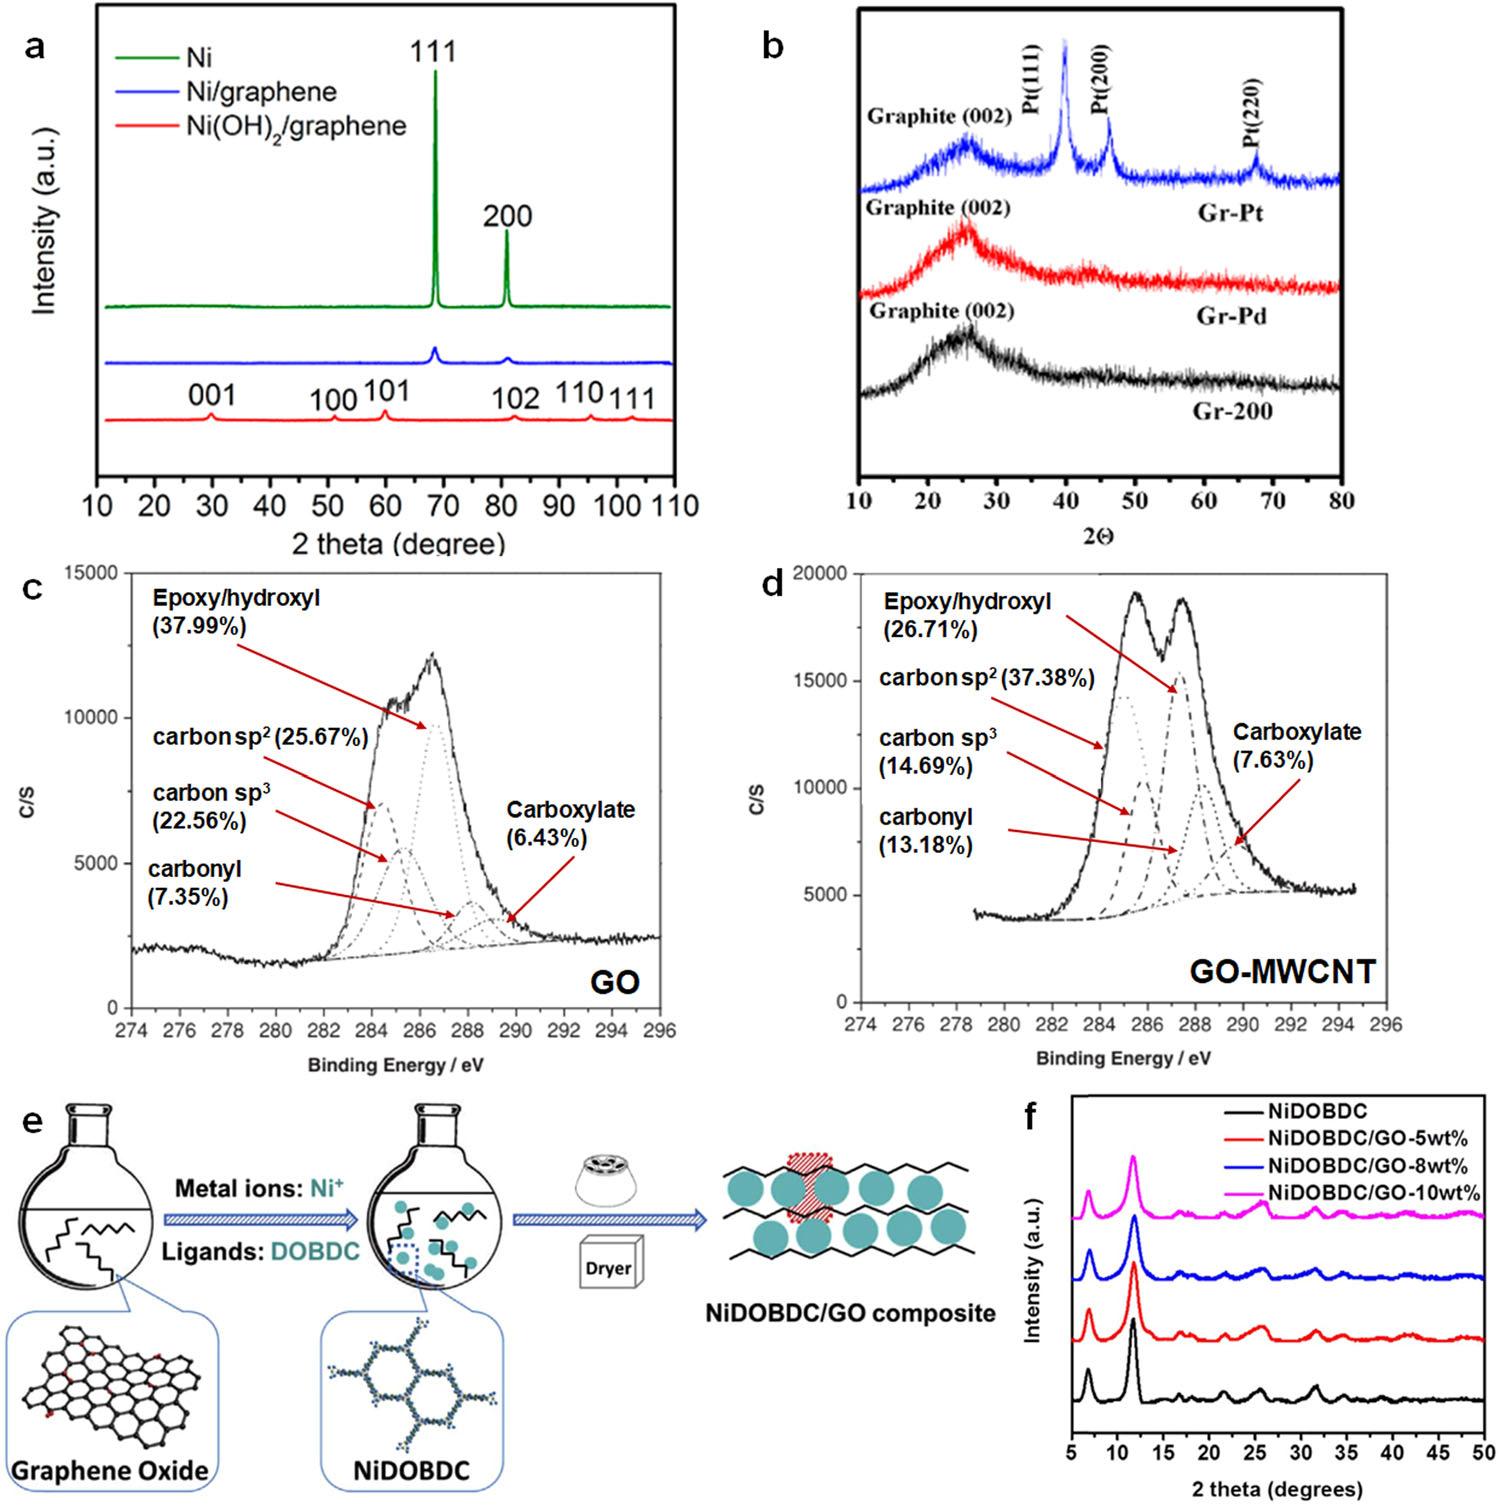 a
Ni
Ni/graphene
Ni(OH)2/graphene
111
200
001
100
101
102
110
111
Intensity (a.u.)
10 20 30 40 50 60 70 80 90 100 110
2 theta (degree)
b
Graphite (002)
Pt(111)
Pt(200)
Pt(220)
Gr-Pt
Graphite (002)
Gr-Pd
Graphite (002)
Gr-200
10 20 30 40 50 60 70 80
2Θ
c
15000
10000
5000
0
C/S
Epoxy/hydroxyl
(37.99%)
carbon sp2 (25.67%)
carbon sp3
(22.56%)
carbonyl
(7.35%)
Carboxylate
(6.43%)
GO
274 276 278 280 282 284 286 288 290 292 294 296
Binding Energy / eV
d
20000
15000
10000
5000
0
C/S
Epoxy/hydroxyl
(26.71%)
carbon sp2 (37.38%)
carbon sp3
(14.69%)
carbonyl
(13.18%)
Carboxylate
(7.63%)
GO-MWCNT
274 276 278 280 282 284 286 288 290 292 294 296
Binding Energy / eV
e
Metal ions: Ni+
Ligands: DOBDC
Dryer
NiDOBDC/GO composite
Graphene Oxide
NiDOBDC
f
NiDOBDC
NiDOBDC/GO-5wt%
NiDOBDC/GO-8wt%
NiDOBDC/GO-10wt%
Intensity (a.u.)
5 10 15 20 25 30 35 40 45 50
2 theta (degrees)